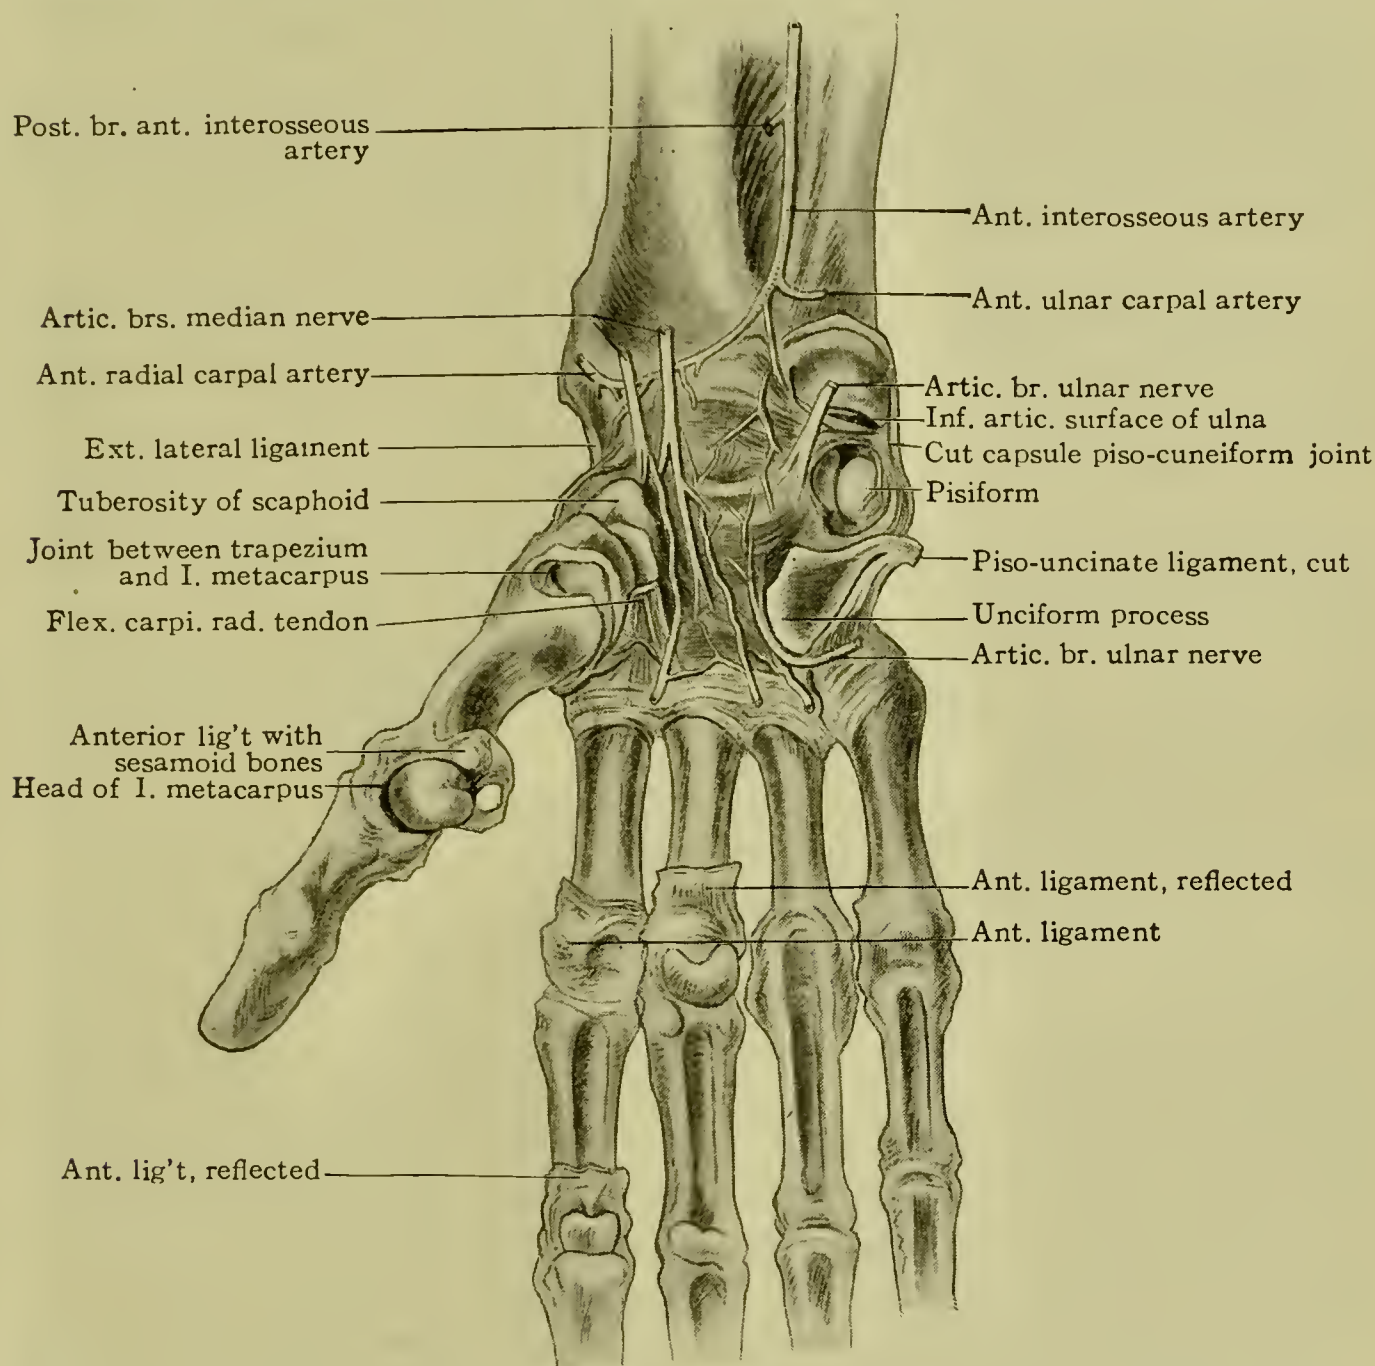 Post. br. ant. interosseous
artery
Artic. brs. median nerve
Ant. radial carpal artery
Ext. lateral ligament
Tuberosity of scaphoid
Joint between trapezium
and I. metacarpus
Flex. carpi. rad. tendon
Anterior lig't with
sesamoid bones
Head of I. metacarpus
Ant. lig't, reflected
Ant. interosseous artery
Ant. ulnar carpal artery
Artic. br. ulnar nerve
Inf. artic. surface of ulna
Cut capsule piso-cuneiform joint
Pisiform
Piso-uncinate ligament, cut
Unciform process
Artic. br. ulnar nerve
Ant. ligament, reflected
Ant. ligament